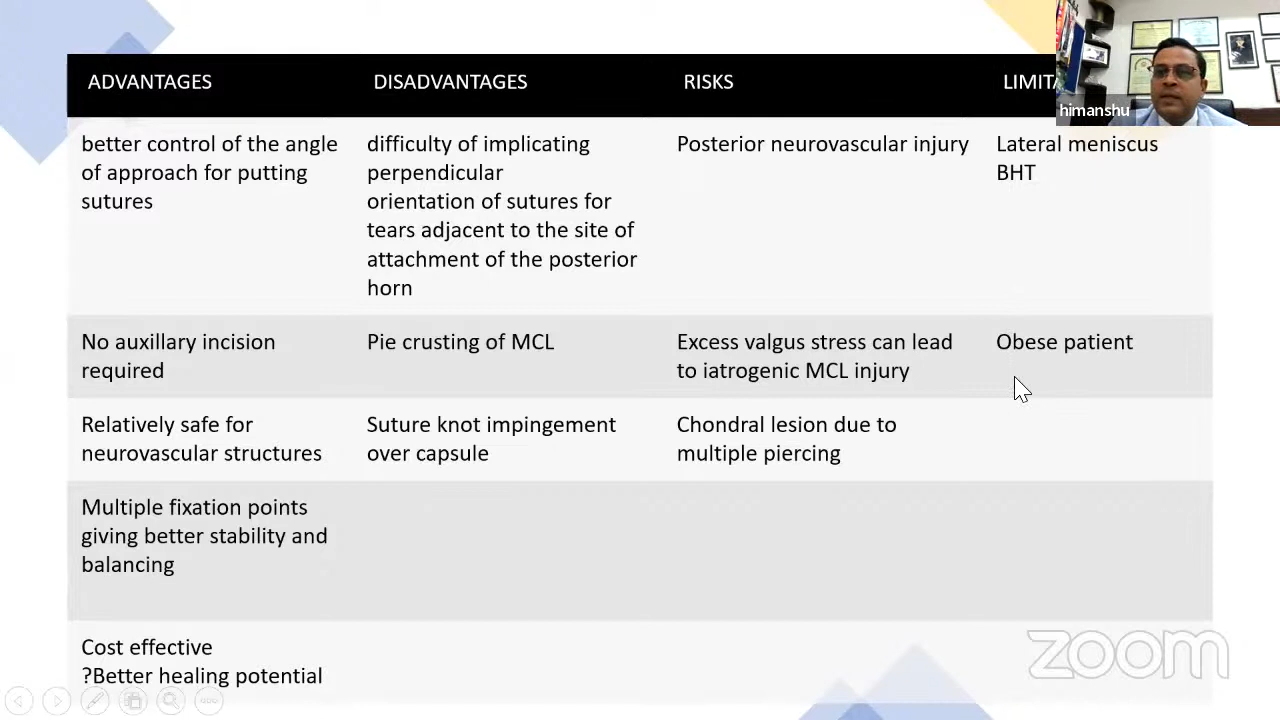 ADVANTAGES
DISADVANTAGES
RISKS
LIMITA
himanshu
better control of the angle
of approach for putting
sutures
difficulty of implicating
perpendicular
orientation of sutures for
tears adjacent to the site of
attachment of the posterior
horn
Posterior neurovascular injury
Lateral meniscus
BHT
No auxillary incision
required
Pie crusting of MCL
Excess valgus stress can lead
to iatrogenic MCL injury
Obese patient
Relatively safe for
neurovascular structures
Suture knot impingement
over capsule
Chondral lesion due to
multiple piercing
Multiple fixation points
giving better stability and
balancing
Cost effective
?Better healing potential
zoom